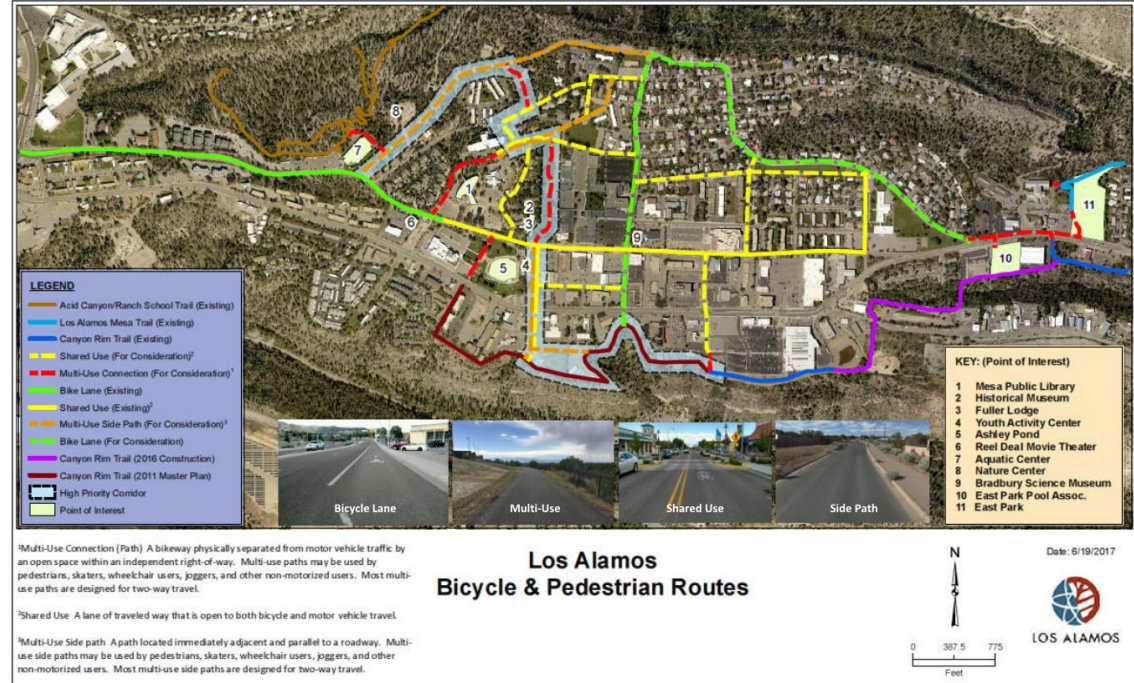 8
7
1
2
3
6
5
4
9
10
11
LEGEND
Acid Canyon/Ranch School Trail (Existing)
Los Alamos Mesa Trail (Existing)
Canyon Rim Trail (Existing)
Shared Use (For Consideration)²
Multi-Use Connection (For Consideration)¹
Bike Lane (Existing)
Shared Use (Existing)²
Multi-Use Side Path (For Consideration)³
Bike Lane (For Consideration)
Canyon Rim Trail (2016 Construction)
Canyon Rim Trail (2011 Master Plan)
High Priority Corridor
Point of Interest
Bicycle Lane
Multi-Use
Shared Use
Side Path
KEY: (Point of Interest)
1 Mesa Public Library
2 Historical Museum
3 Fuller Lodge
4 Youth Activity Center
5 Ashley Pond
6 Reel Deal Movie Theater
7 Aquatic Center
8 Nature Center
9 Bradbury Science Museum
10 East Park Pool Assoc.
11 East Park
¹Multi-Use Connection (Path) A bikeway physically separated from motor vehicle traffic by
an open space within an independent right-of-way. Multi-use paths may be used by
pedestrians, skaters, wheelchair users, joggers, and other non-motorized users. Most multi-
use paths are designed for two-way travel.
²Shared Use A lane of traveled way that is open to both bicycle and motor vehicle travel.
³Multi-Use Side path A path located immediately adjacent and parallel to a roadway. Multi-
use side paths may be used by pedestrians, skaters, wheelchair users, joggers, and other
non-motorized users. Most multi-use side paths are designed for two-way travel.
Los Alamos
Bicycle & Pedestrian Routes
N
0 387.5 775
Feet
Date: 6/19/2017
LOS ALAMOS